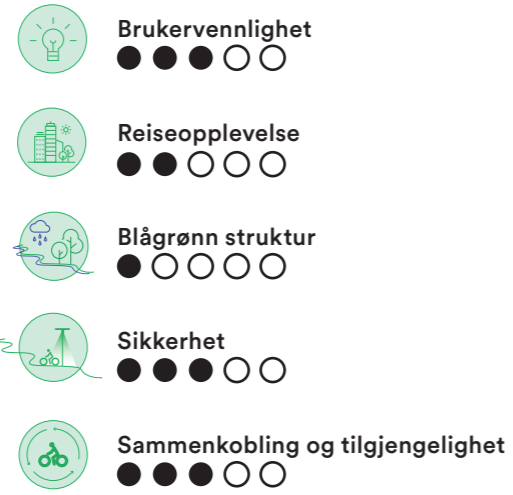 Brukervennlighet
Reiseopplevelse
Blågrønn struktur
Sikkerhet
Sammenkobling og tilgjengelighet